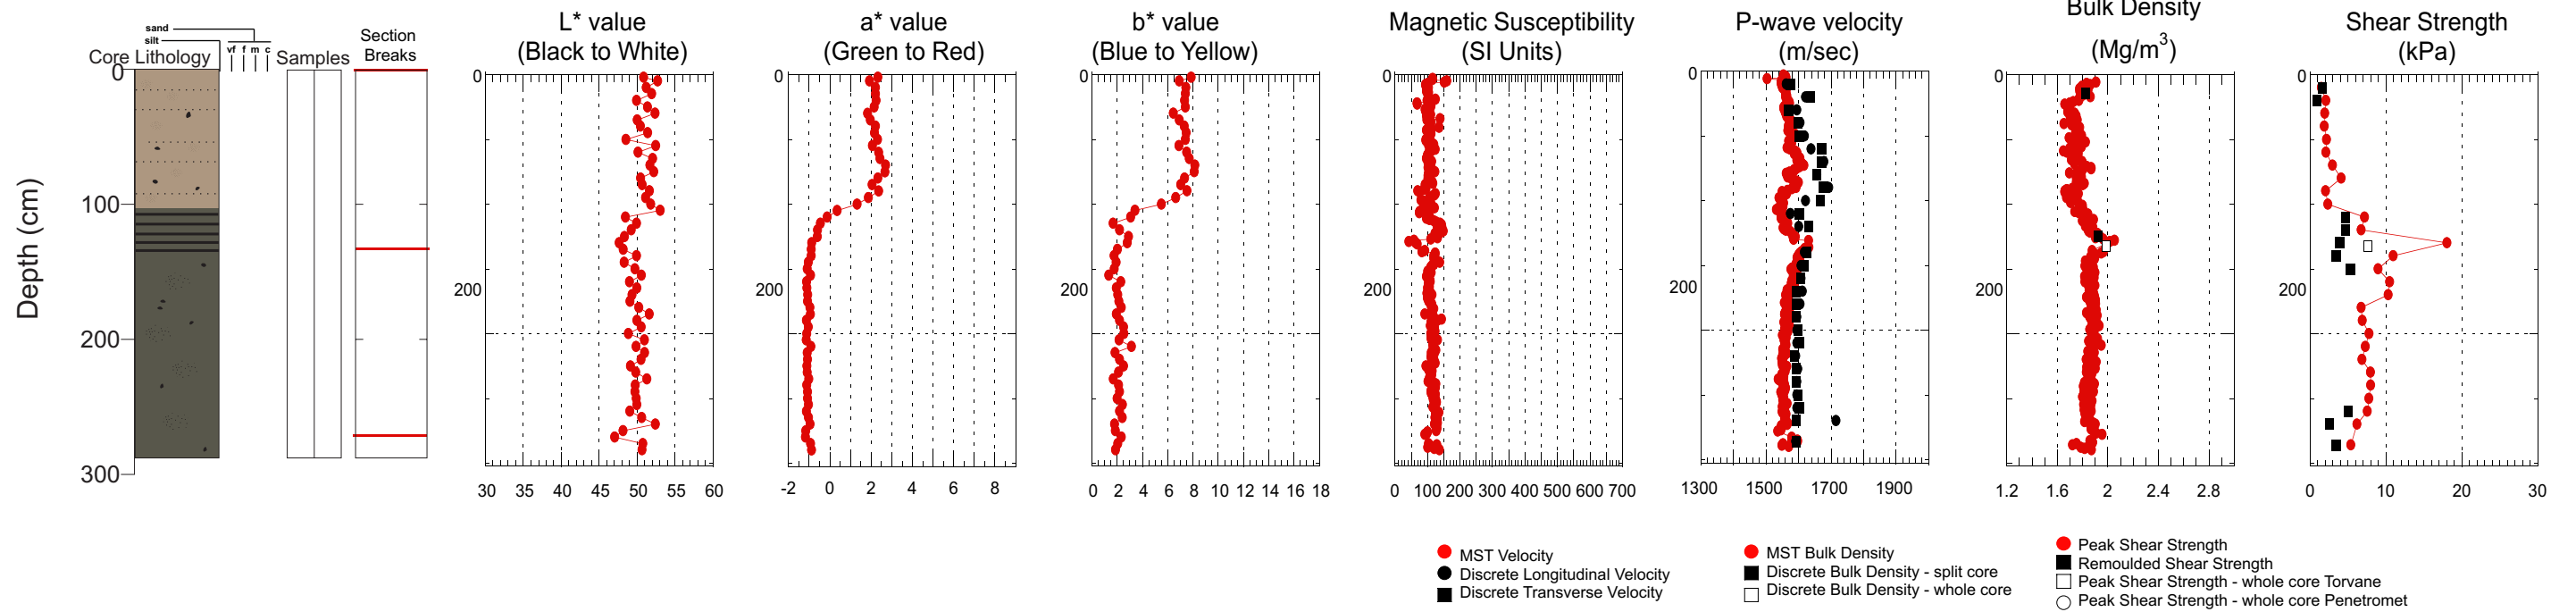 sand
silt
vf f m c
Core Lithology
Samples
Section
Breaks
Depth (cm)
0
100
200
300
L* value
(Black to White)
0
200
30 35 40 45 50 55 60
a* value
(Green to Red)
0
200
-2 0 2 4 6 8
b* value
(Blue to Yellow)
0
200
0 2 4 6 8 10 12 14 16 18
Magnetic Susceptibility
(SI Units)
0
200
0 100 200 300 400 500 600 700
P-wave velocity
(m/sec)
0
200
1300 1500 1700 1900
Bulk Density
(Mg/m³)
0
200
1.2 1.6 2 2.4 2.8
Shear Strength
(kPa)
0
200
0 10 20 30
MST Velocity
Discrete Longitudinal Velocity
Discrete Transverse Velocity
MST Bulk Density
Discrete Bulk Density - split core
Discrete Bulk Density - whole core
Peak Shear Strength
Remoulded Shear Strength
Peak Shear Strength - whole core Torvane
Peak Shear Strength - whole core Penetromet